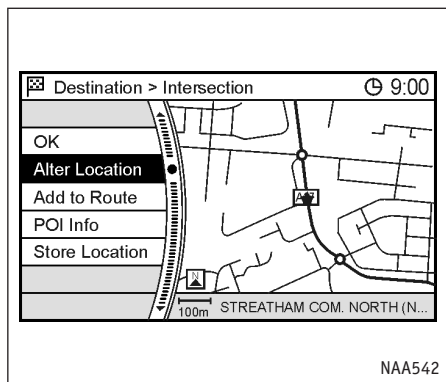 Destination > Intersection 9:00
OK
Alter Location
Add to Route
POI Info
Store Location
N
100m STREATHAM COM. NORTH (N...
NAA542